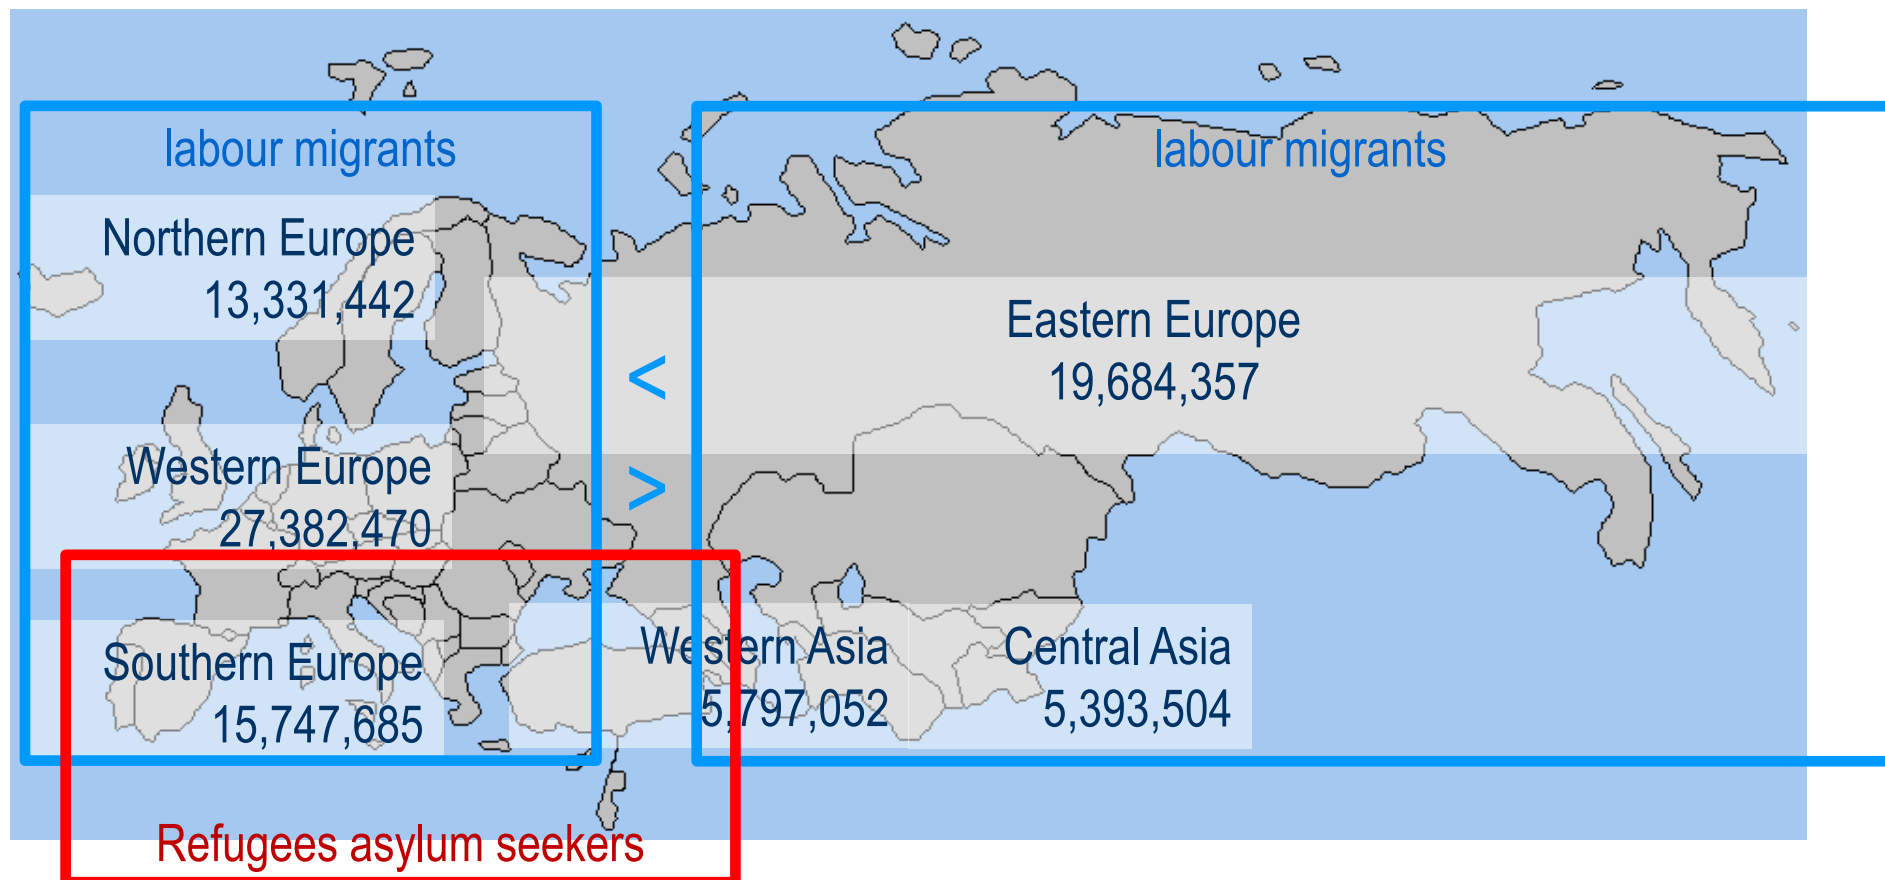 labour migrants
labour migrants
Northern Europe
13,331,442
Eastern Europe
19,684,357
<
Western Europe
27,382,470
>
Southern Europe
15,747,685
Western Asia
5,797,052
Central Asia
5,393,504
Refugees asylum seekers